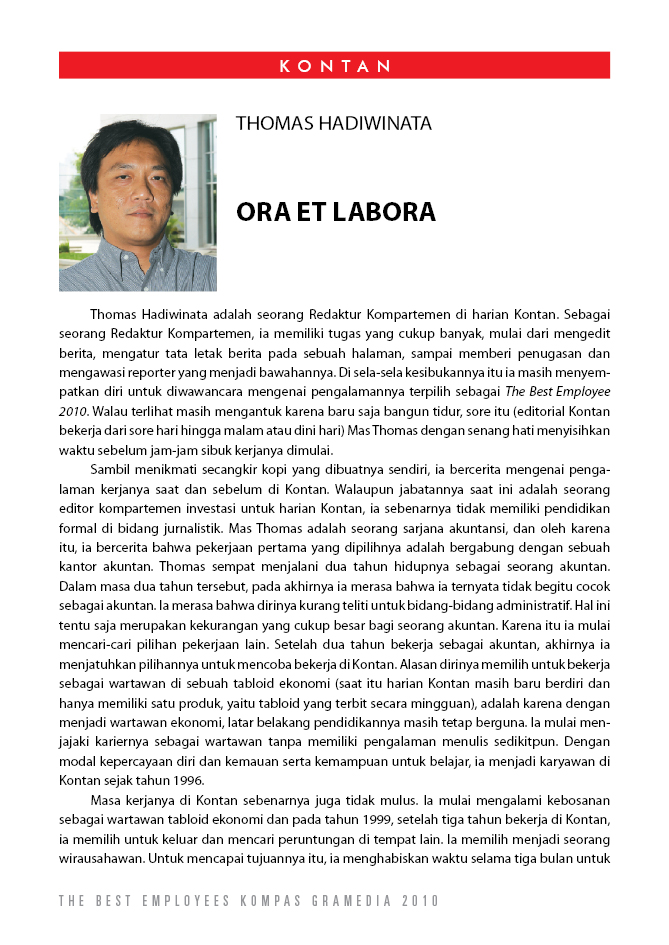 KONTAN
THOMAS HADIWINATA
ORA ET LABORA
Thomas Hadiwinata adalah seorang Redaktur Kompartemen di harian Kontan. Sebagai
seorang Redaktur Kompartemen, ia memiliki tugas yang cukup banyak, mulai dari mengedit
berita, mengatur tata letak berita pada sebuah halaman, sampai memberi penugasan dan
mengawasi reporter yang menjadi bawahannya. Di sela-sela kesibukannya itu ia masih menyem-
patkan diri untuk diwawancara mengenai pengalamannya terpilih sebagai The Best Employee
2010. Walau terlihat masih mengantuk karena baru saja bangun tidur, sore itu (editorial Kontan
bekerja dari sore hari hingga malam atau dini hari) Mas Thomas dengan senang hati menyisihkan
waktu sebelum jam-jam sibuk kerjanya dimulai.
Sambil menikmati secangkir kopi yang dibuatnya sendiri, ia bercerita mengenai penga-
laman kerjanya saat dan sebelum di Kontan. Walaupun jabatannya saat ini adalah seorang
editor kompartemen investasi untuk harian Kontan, ia sebenarnya tidak memiliki pendidikan
formal di bidang jurnalistik. Mas Thomas adalah seorang sarjana akuntansi, dan oleh karena
itu, ia bercerita bahwa pekerjaan pertama yang dipilihnya adalah bergabung dengan sebuah
kantor akuntan. Thomas sempat menjalani dua tahun hidupnya sebagai seorang akuntan.
Dalam masa dua tahun tersebut, pada akhirnya ia merasa bahwa ia ternyata tidak begitu cocok
sebagai akuntan. Ia merasa bahwa dirinya kurang teliti untuk bidang-bidang administratif. Hal ini
tentu saja merupakan kekurangan yang cukup besar bagi seorang akuntan. Karena itu ia mulai
mencari-cari pilihan pekerjaan lain. Setelah dua tahun bekerja sebagai akuntan, akhirnya ia
menjatuhkan pilihannya untuk mencoba bekerja di Kontan. Alasan dirinya memilih untuk bekerja
sebagai wartawan di sebuah tabloid ekonomi (saat itu harian Kontan masih baru berdiri dan
hanya memiliki satu produk, yaitu tabloid yang terbit secara mingguan), adalah karena dengan
menjadi wartawan ekonomi, latar belakang pendidikannya masih tetap berguna. Ia mulai men-
jajaki kariernya sebagai wartawan tanpa memiliki pengalaman menulis sedikitpun. Dengan
modal kepercayaan diri dan kemauan serta kemampuan untuk belajar, ia menjadi karyawan di
Kontan sejak tahun 1996.
Masa kerjanya di Kontan sebenarnya juga tidak mulus. Ia mulai mengalami kebosanan
sebagai wartawan tabloid ekonomi dan pada tahun 1999, setelah tiga tahun bekerja di Kontan,
ia memilih untuk keluar dan mencari peruntungan di tempat lain. Ia memilih menjadi seorang
wirausahawan. Untuk mencapai tujuannya itu, ia menghabiskan waktu selama tiga bulan untuk
THE BEST EMPLOYEES KOMPAS GRAMEDIA 2010